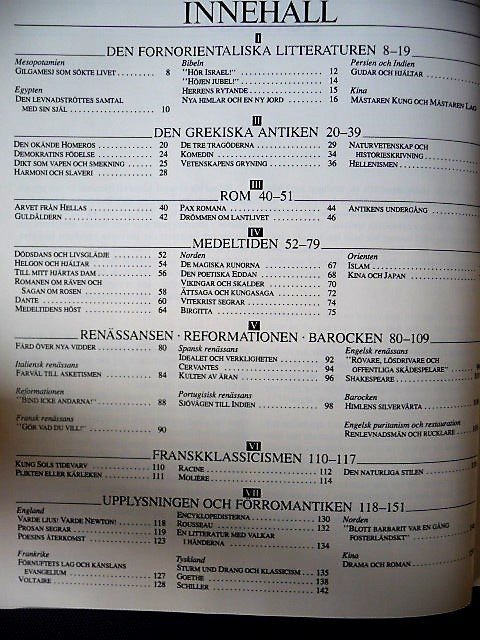 INNEHALL
I
DEN FORNORIENTALISKA LITTERATUREN 8–19
Mesopotamien
GILGAMESJ SOM SÖKTE LIVET 8
Egypten
DEN LEVNADSTRÖTTES SAMTAL
MED SIN SJÄL 10
Bibeln
"HÖR ISRAEL!" 12
"HÖJEN JUBEL!" 14
HERRENS RYTANDE 15
NYA HIMLAR OCH EN NY JORD 16
Persien och Indien
GUDAR OCH HJÄLTAR
Kina
MÄSTAREN KUNG OCH MÄSTAREN LAO
II
DEN GREKISKA ANTIKEN 20–39
DEN OKÄNDE HOMEROS 20
DEMOKRATINS FÖDELSE 24
DIKT SOM VAPEN OCH SMEKNING 25
HARMONI OCH SLAVERI 28
DE TRE TRAGÖDERNA 29
KOMEDIN 34
VETENSKAPENS GRYNING 36
NATURVETENSKAP OCH
HISTORIESKRIVNING
HELLENISMEN
III
ROM 40–51
ARVET FRÅN HELLAS 40
GULDÅLDERN 42
PAX ROMANA 44
DRÖMMEN OM LANTLIVET 46
ANTIKENS UNDERGÅNG
IV
MEDELTIDEN 52–79
DÖDSDANS OCH LIVSGLÄDJE 52
HELGON OCH HJÄLTAR 54
TILL MITT HJÄRTAS DAM 56
ROMANEN OM RÄVEN OCH
SAGAN OM ROSEN 58
DANTE 60
MEDELTIDENS HÖST 64
Norden
DE MAGISKA RUNORNA 67
DEN POETISKA EDDAN 68
VIKINGAR OCH SKALDER 70
ÄTTSAGA OCH KUNGASAGA 72
VITEKRIST SEGRAR 74
BIRGITTA 75
Orienten
ISLAM
KINA OCH JAPAN
V
RENÄSSANSEN · REFORMATIONEN · BAROCKEN 80–109
FÄRD ÖVER NYA VIDDER 80
Italiensk renässans
FARVÄL TILL ASKETISMEN 84
Reformationen
"BIND ICKE ANDARNA!" 88
Fransk renässans
"GÖR VAD DU VILL!" 90
Spansk renässans
IDEALET OCH VERKLIGHETEN 92
CERVANTES 94
KULTEN AV ÄRAN 96
Portugisisk renässans
SJÖVÄGEN TILL INDIEN 98
Engelsk renässans
"RÖVARE, LÖSDRIVARE OCH
OFFENTLIGA SKÅDESPELARE"
SHAKESPEARE
Barocken
HIMLENS SILVERVÄRTA
Engelsk puritanism och restauration
RENLEVNADSMÄN OCH RUCKLARE
VI
FRANSKKLASSICISMEN 110–117
KUNG SOLS TIDEVARV 110
PLIKTEN ELLER KÄRLEKEN 111
RACINE 112
MOLIÈRE 114
DEN NATURLIGA STILEN
VII
UPPLYSNINGEN OCH FÖRROMANTIKEN 118–151
England
VARDE LJUS! VARDE NEWTON! 118
PROSAN SEGRAR 119
POESINS ÅTERKOMST 123
Frankrike
FÖRNUFTETS LAG OCH KÄNSLANS
EVANGELIUM 127
VOLTAIRE 128
ENCYKLOPEDISTERNA 130
ROUSSEAU 132
EN LITTERATUR MED VALKAR
I HÄNDERNA 134
Tyskland
STURM UND DRANG OCH KLASSICISM 135
GOETHE 138
SCHILLER 142
Norden
"BLOTT BARBARIT VAR EN GÅNG
FOSTERLÄNDSKT"
Kina
DRAMA OCH ROMAN